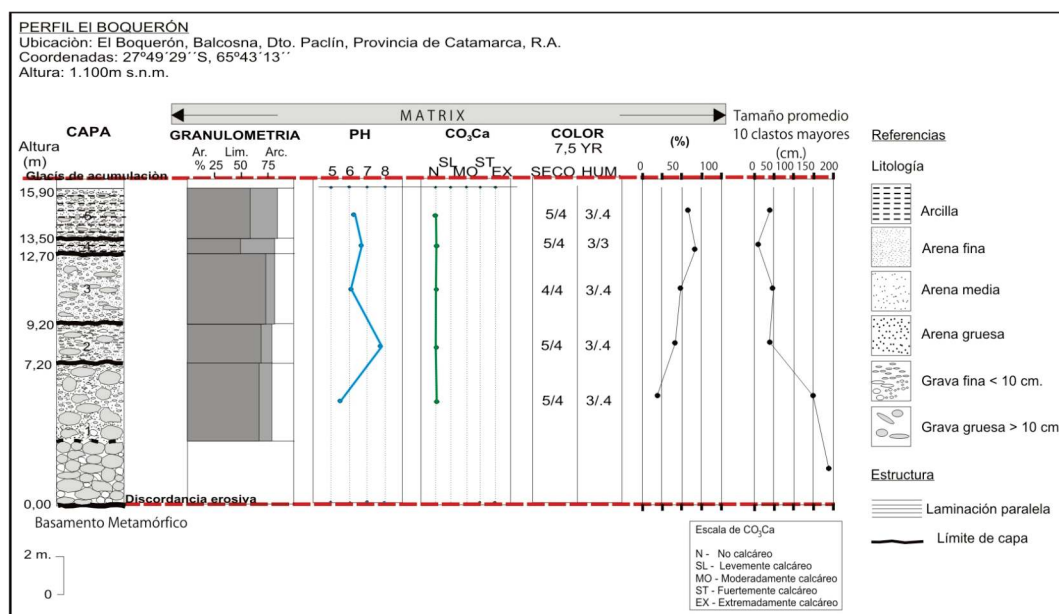 PERFIL El BOQUERÓN
Ubicaciòn: El Boquerón, Balcosna, Dto. Paclín, Provincia de Catamarca, R.A.
Coordenadas: 27º49´29´´S, 65º43´13´´
Altura: 1.100m s.n.m.
MATRIX
Tamaño promedio
10 clastos mayores
(cm.)
CAPA
GRANULOMETRIA
PH
CO3Ca
COLOR
7,5 YR
(%)
Altura
(m)
Ar. Lim. Arc.
% 25 50 75
5 6 7 8
N SL MO ST EX
SECO HUM.
0 50 100
0 50 100 150 200
Glacis de acumulaciòn
15,90
5
5/4 3/.4
13,50
4
5/4 3/3
12,70
3
4/4 3/.4
9,20
2
5/4 3/.4
7,20
5/4 3/.4
1
0,00
Discordancia erosiva
Basamento Metamórfico
2 m.
0
Referencias
Litología
Arcilla
Arena fina
Arena media
Arena gruesa
Grava fina < 10 cm.
Grava gruesa > 10 cm
Estructura
Laminación paralela
Límite de capa
Escala de CO3Ca
N - No calcáreo
SL - Levemente calcáreo
MO - Moderadamente calcáreo
ST - Fuertemente calcáreo
EX - Extremadamente calcáreo